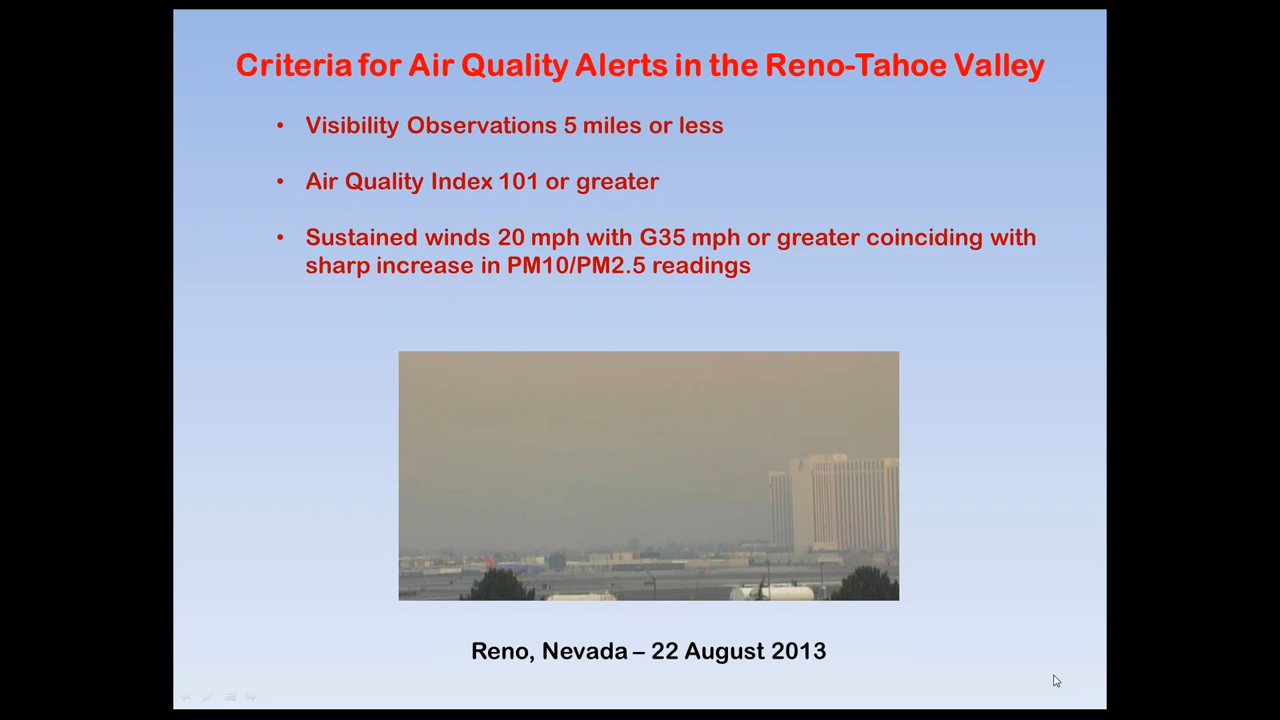 Criteria for Air Quality Alerts in the Reno-Tahoe Valley
• Visibility Observations 5 miles or less
• Air Quality Index 101 or greater
• Sustained winds 20 mph with G35 mph or greater coinciding with
sharp increase in PM10/PM2.5 readings
Reno, Nevada – 22 August 2013